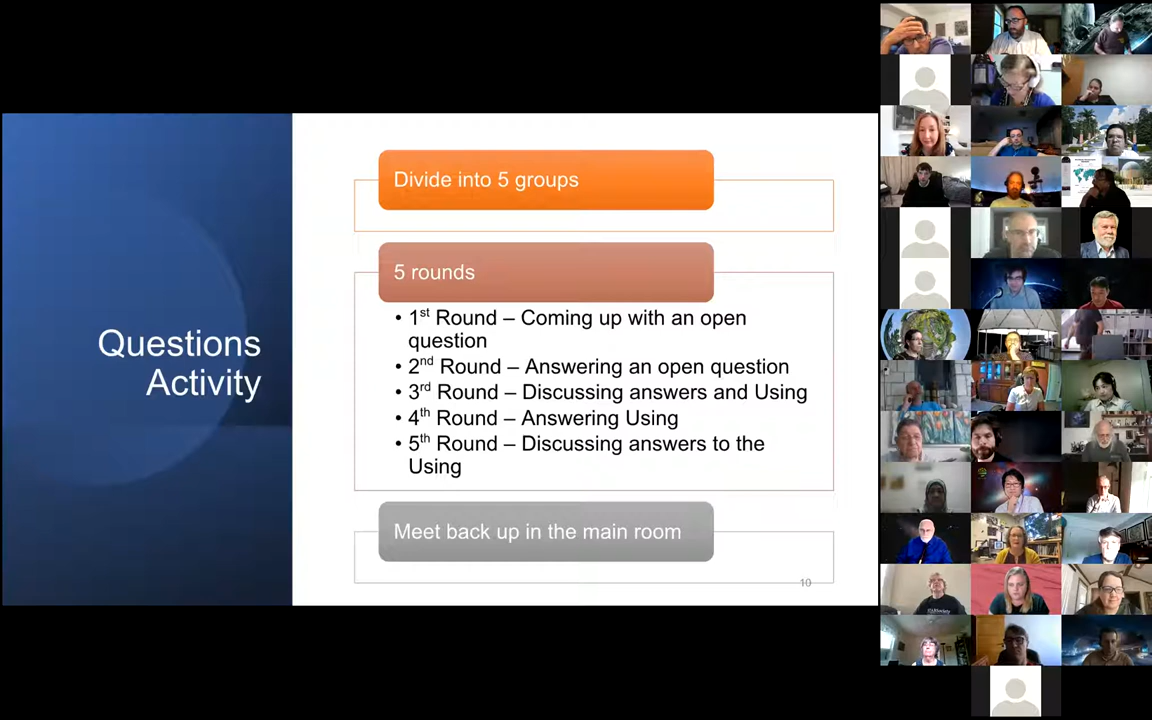 Questions
Activity
Divide into 5 groups
5 rounds
• 1st Round – Coming up with an open
question
• 2nd Round – Answering an open question
• 3rd Round – Discussing answers and Using
• 4th Round – Answering Using
• 5th Round – Discussing answers to the
Using
Meet back up in the main room
10